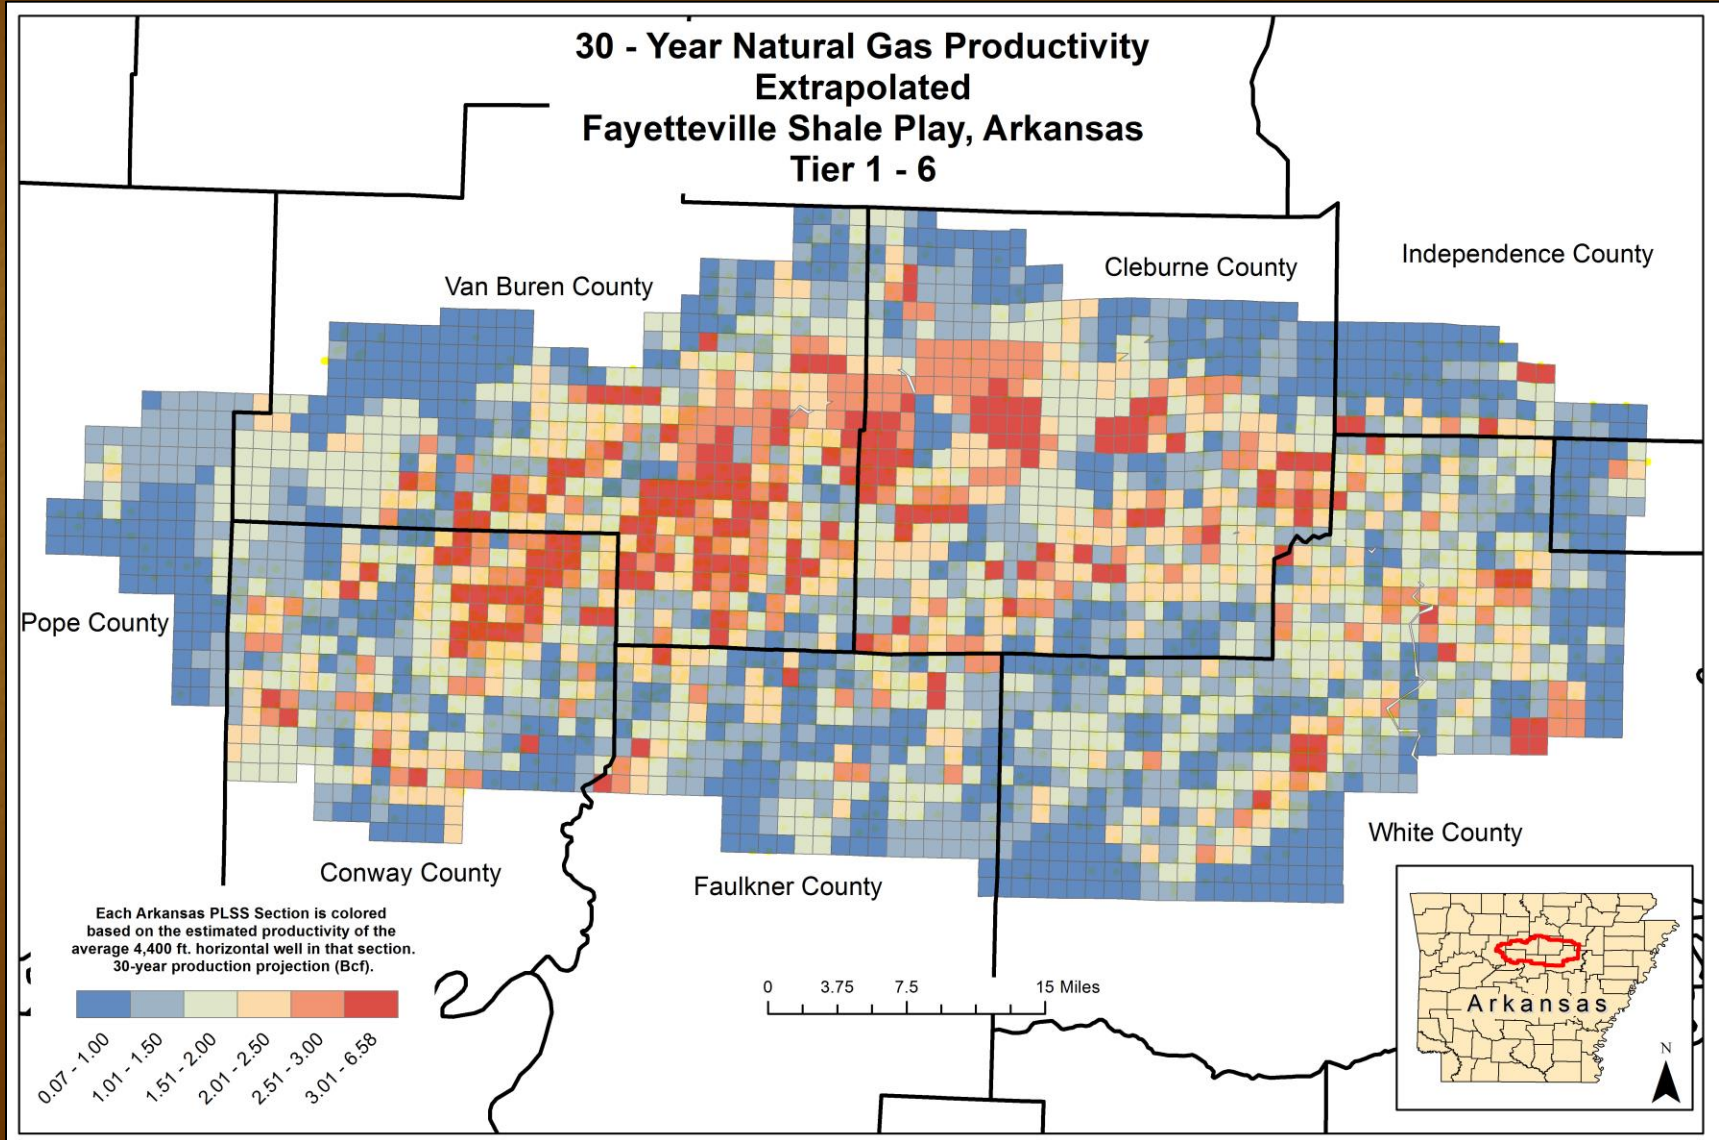 30 - Year Natural Gas Productivity
Extrapolated
Fayetteville Shale Play, Arkansas
Tier 1 - 6
Independence County
Cleburne County
Van Buren County
Pope County
White County
Conway County
Faulkner County
Each Arkansas PLSS Section is colored
based on the estimated productivity of the
average 4,400 ft. horizontal well in that section.
30-year production projection (Bcf).
0.07 - 1.00
1.01 - 1.50
1.51 - 2.00
2.01 - 2.50
2.51 - 3.00
3.01 - 6.58
0 3.75 7.5 15 Miles
Arkansas
N